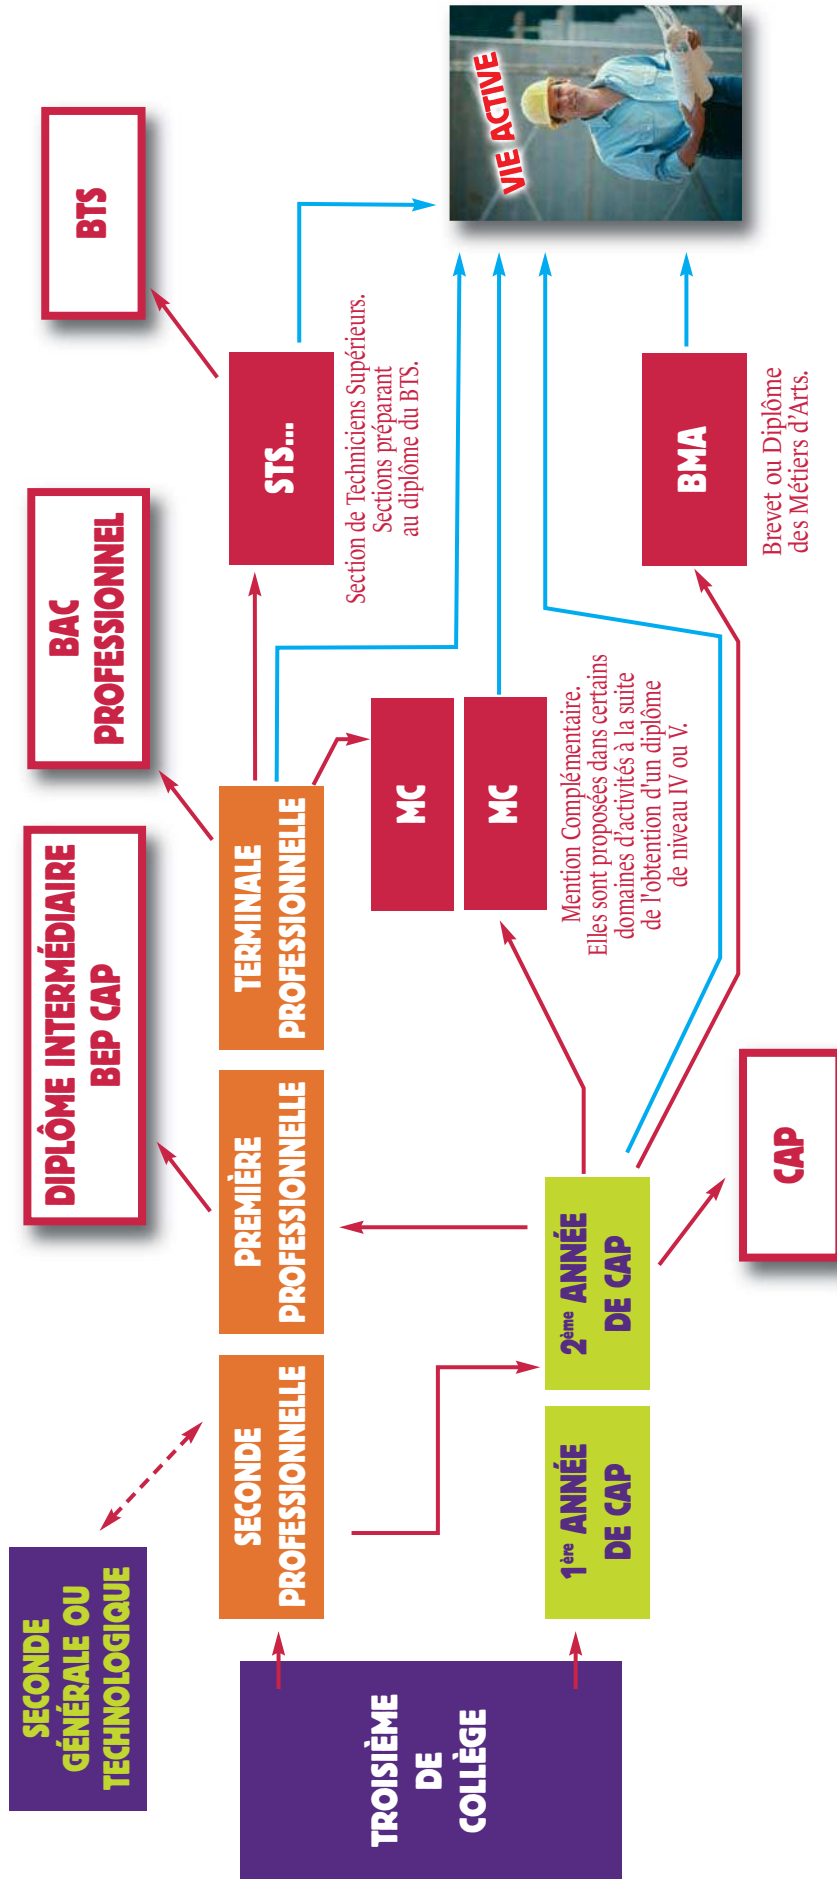 SECONDE
GÉNÉRALE OU
TECHNOLOGIQUE
TROISIÈME
DE
COLLÈGE
SECONDE
PROFESSIONNELLE
1ère ANNÉE
DE CAP
PREMIÈRE
PROFESSIONNELLE
2ème ANNÉE
DE CAP
DIPLÔME INTERMÉDIAIRE
BEP CAP
CAP
TERMINALE
PROFESSIONNELLE
BAC
PROFESSIONNEL
MC
MC
Mention Complémentaire.
Elles sont proposées dans certains
domaines d'activités à la suite
de l'obtention d'un diplôme
de niveau IV ou V.
STS...
Section de Techniciens Supérieurs.
Sections préparant
au diplôme du BTS.
BTS
BMA
Brevet ou Diplôme
des Métiers d'Arts.
VIE ACTIVE